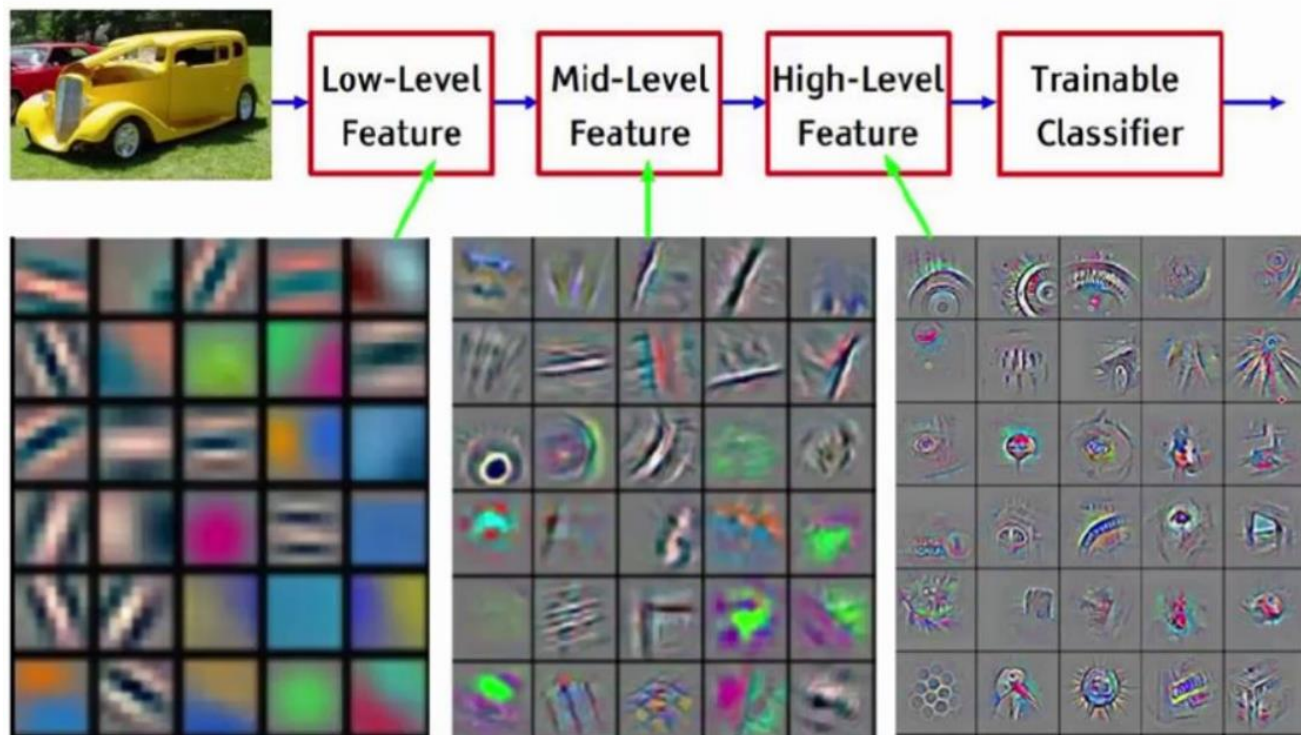 Low-Level
Feature
Mid-Level
Feature
High-Level
Feature
Trainable
Classifier